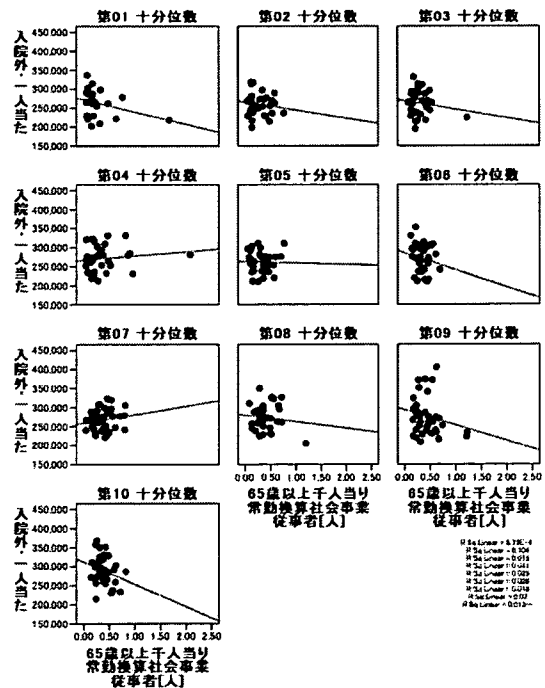 第01 十分位数
第02 十分位数
第03 十分位数
入院外・一人当た
450,000
400,000
350,000
300,000
250,000
200,000
150,000
第04 十分位数
第05 十分位数
第06 十分位数
入院外・一人当た
450,000
400,000
350,000
300,000
250,000
200,000
150,000
第07 十分位数
第08 十分位数
第09 十分位数
入院外・一人当た
450,000
400,000
350,000
300,000
250,000
200,000
150,000
0.00 0.50 1.00 1.50 2.00 2.50
0.00 0.50 1.00 1.50 2.00 2.50
65歳以上千人当り
常勤換算社会事業
従事者[人]
65歳以上千人当り
常勤換算社会事業
従事者[人]
第10 十分位数
入院外・一人当た
450,000
400,000
350,000
300,000
250,000
200,000
150,000
0.00 0.50 1.00 1.50 2.00 2.50
65歳以上千人当り
常勤換算社会事業
従事者[人]